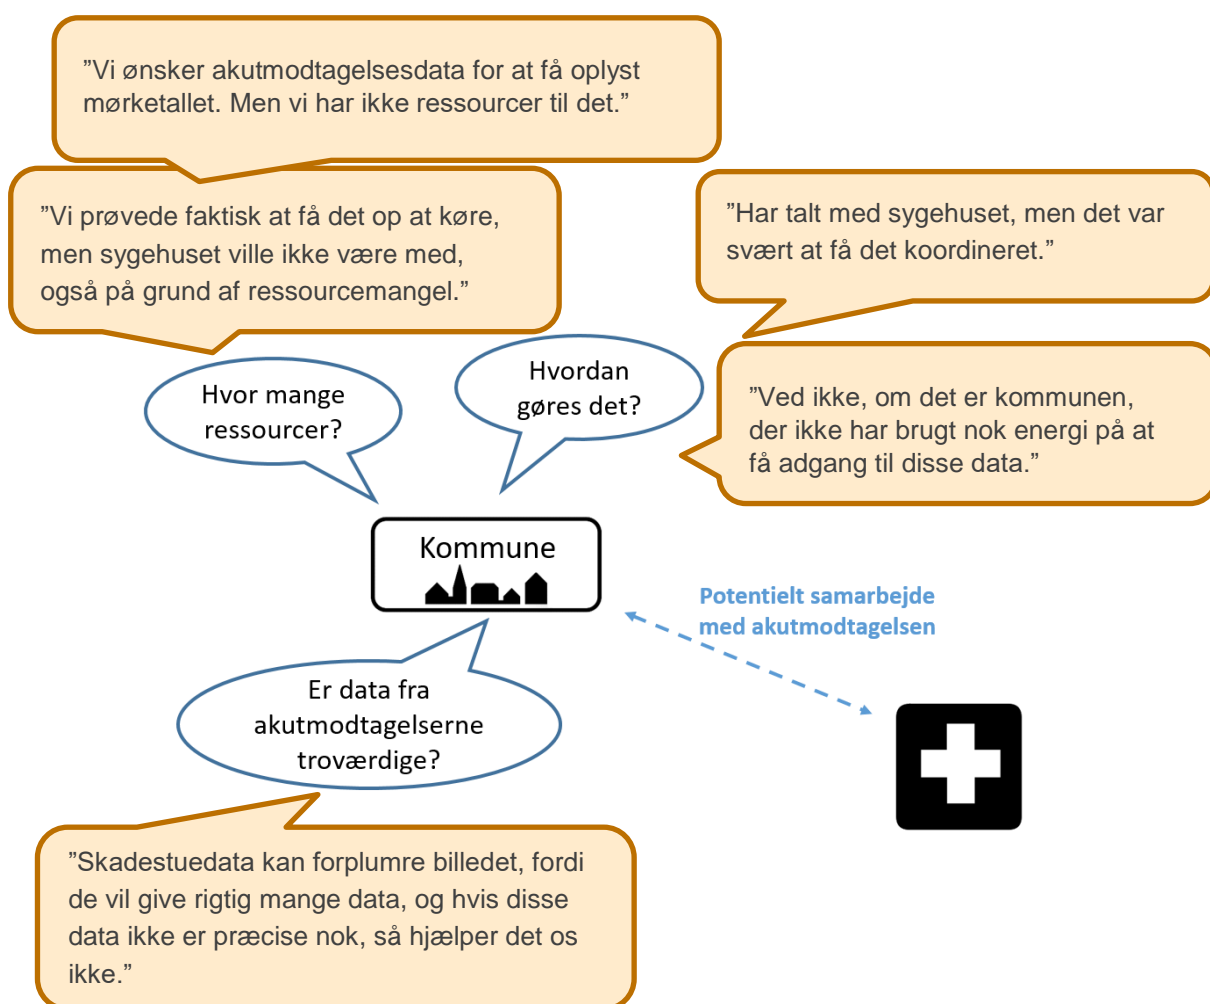 ”Vi ønsker akutmodtagelsesdata for at få oplyst
mørketallet. Men vi har ikke ressourcer til det.”
”Vi prøvede faktisk at få det op at køre,
men sygehuset ville ikke være med,
også på grund af ressourcemangel.”
”Har talt med sygehuset, men det var
svært at få det koordineret.”
Hvor mange
ressourcer?
Hvordan
gøres det?
”Ved ikke, om det er kommunen,
der ikke har brugt nok energi på at
få adgang til disse data.”
Kommune
Potentielt samarbejde
med akutmodtagelsen
Er data fra
akutmodtagelserne
troværdige?
”Skadestuedata kan forplumre billedet, fordi
de vil give rigtig mange data, og hvis disse
data ikke er præcise nok, så hjælper det os
ikke.”